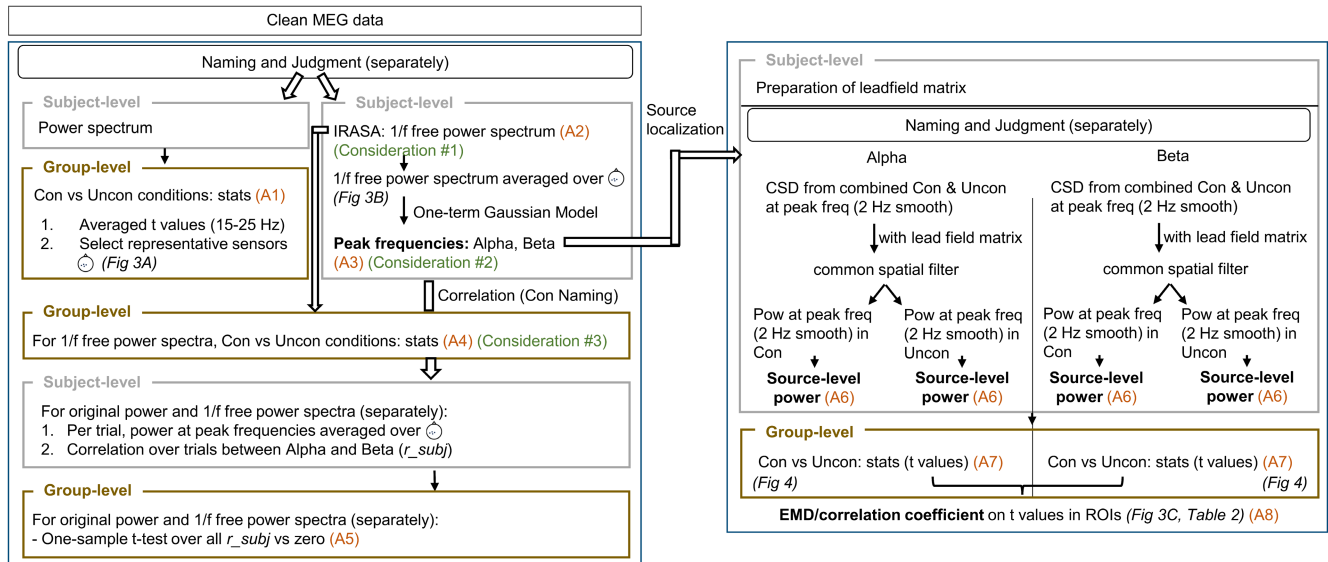 Clean MEG data
Naming and Judgment (separately)
Subject-level
Power spectrum
Group-level
Con vs Uncon conditions: stats (A1)
1. Averaged t values (15-25 Hz)
2. Select representative sensors
(Fig 3A)
Subject-level
IRASA: 1/f free power spectrum (A2)
(Consideration #1)
1/f free power spectrum averaged over
(Fig 3B)
One-term Gaussian Model
Peak frequencies: Alpha, Beta
(A3) (Consideration #2)
Correlation (Con Naming)
Group-level
For 1/f free power spectra, Con vs Uncon conditions: stats (A4) (Consideration #3)
Subject-level
For original power and 1/f free power spectra (separately):
1. Per trial, power at peak frequencies averaged over
2. Correlation over trials between Alpha and Beta (r_subj)
Group-level
For original power and 1/f free power spectra (separately):
- One-sample t-test over all r_subj vs zero (A5)
Source
localization
Subject-level
Preparation of leadfield matrix
Naming and Judgment (separately)
Alpha
CSD from combined Con & Uncon
at peak freq (2 Hz smooth)
with lead field matrix
common spatial filter
Pow at peak freq
(2 Hz smooth) in
Con
Source-level
power (A6)
Pow at peak freq
(2 Hz smooth) in
Uncon
Source-level
power (A6)
Beta
CSD from combined Con & Uncon
at peak freq (2 Hz smooth)
with lead field matrix
common spatial filter
Pow at peak freq
(2 Hz smooth) in
Con
Source-level
power (A6)
Pow at peak freq
(2 Hz smooth) in
Uncon
Source-level
power (A6)
Group-level
Con vs Uncon: stats (t values) (A7)
(Fig 4)
Con vs Uncon: stats (t values) (A7)
(Fig 4)
EMD/correlation coefficient on t values in ROIs (Fig 3C, Table 2) (A8)